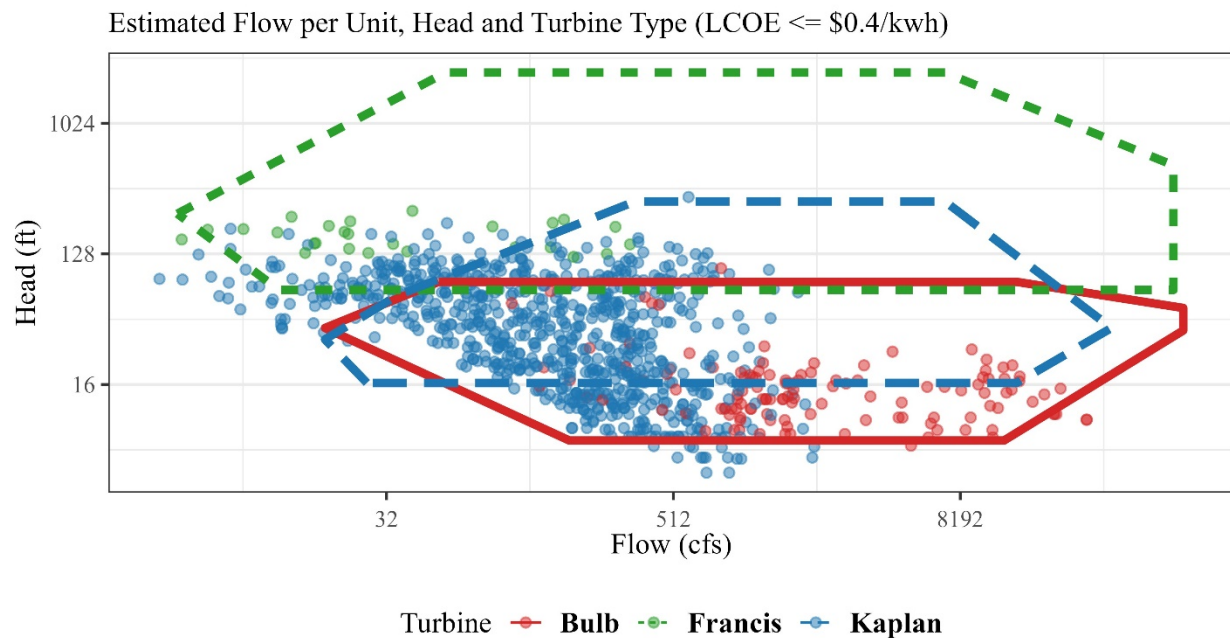 Estimated Flow per Unit, Head and Turbine Type (LCOE <= $0.4/kwh)
1024
128
16
Head (ft)
32 512 8192
Flow (cfs)
Turbine Bulb Francis Kaplan